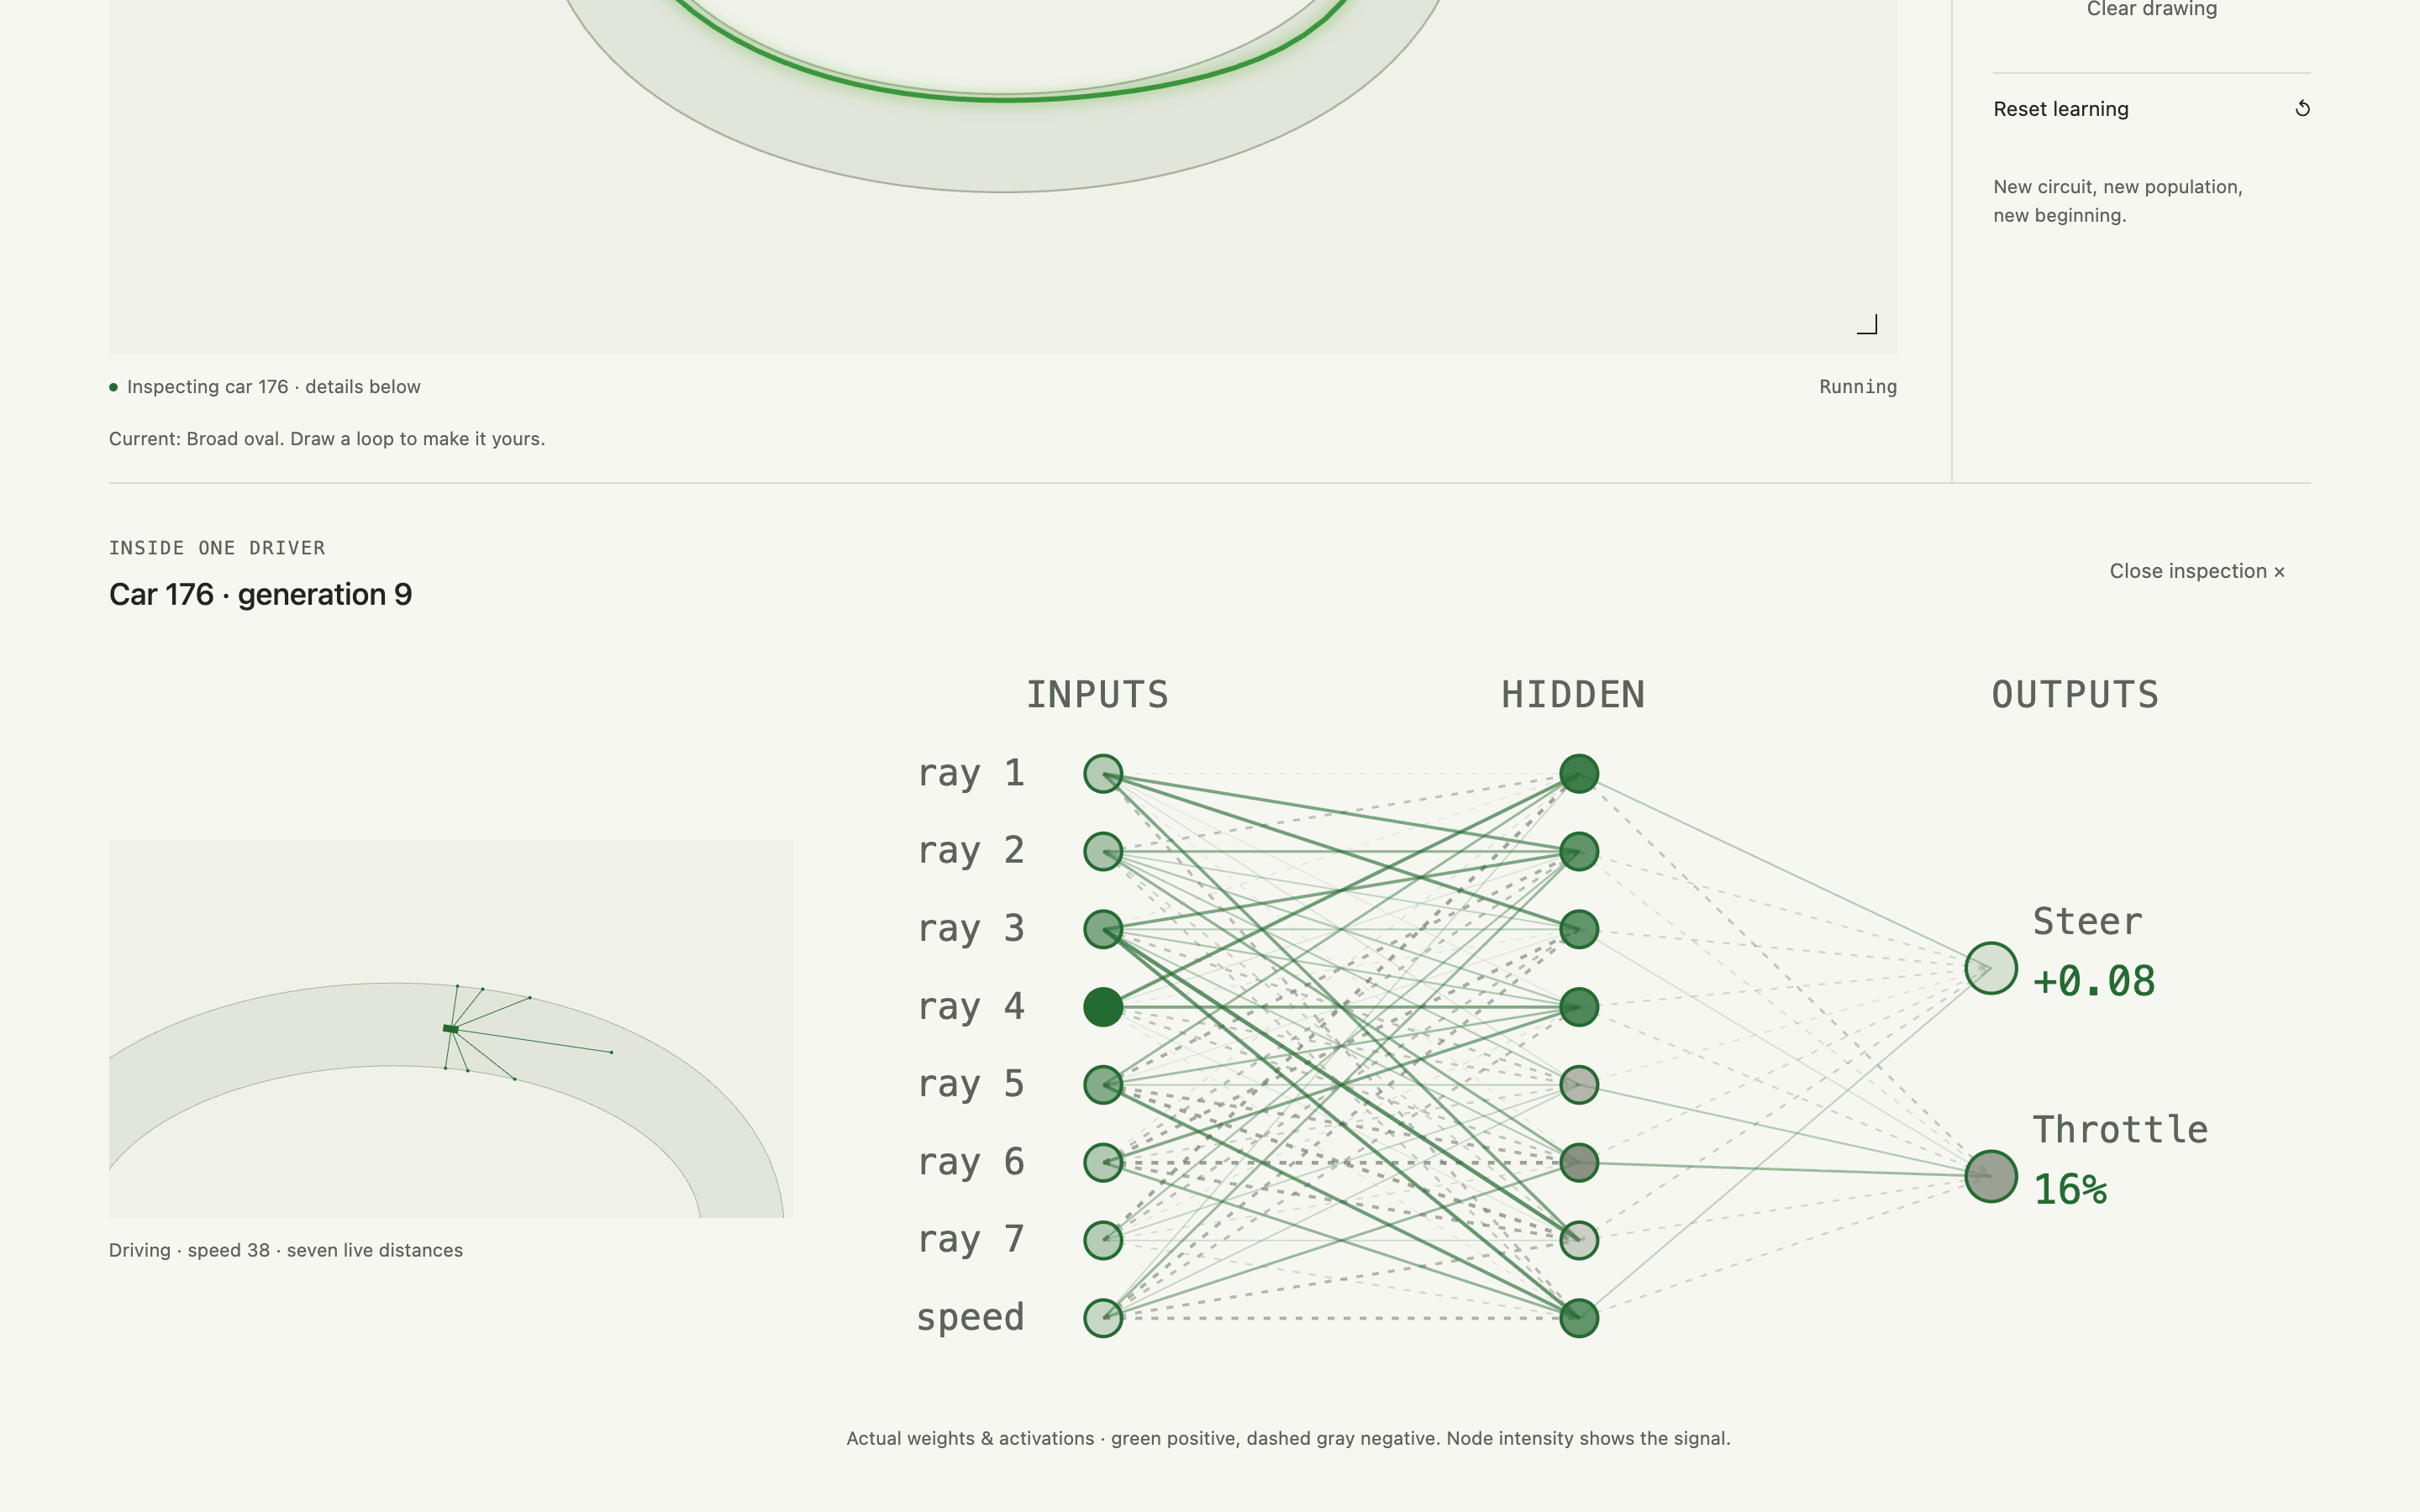 Clear drawing
Reset learning
New circuit, new population,
new beginning.
Inspecting car 176 · details below
Running
Current: Broad oval. Draw a loop to make it yours.
INSIDE ONE DRIVER
Car 176 · generation 9
Close inspection ×
INPUTS
HIDDEN
OUTPUTS
ray 1
ray 2
ray 3
ray 4
ray 5
ray 6
ray 7
speed
Steer
+0.08
Throttle
16%
Driving · speed 38 · seven live distances
Actual weights & activations · green positive, dashed gray negative. Node intensity shows the signal.